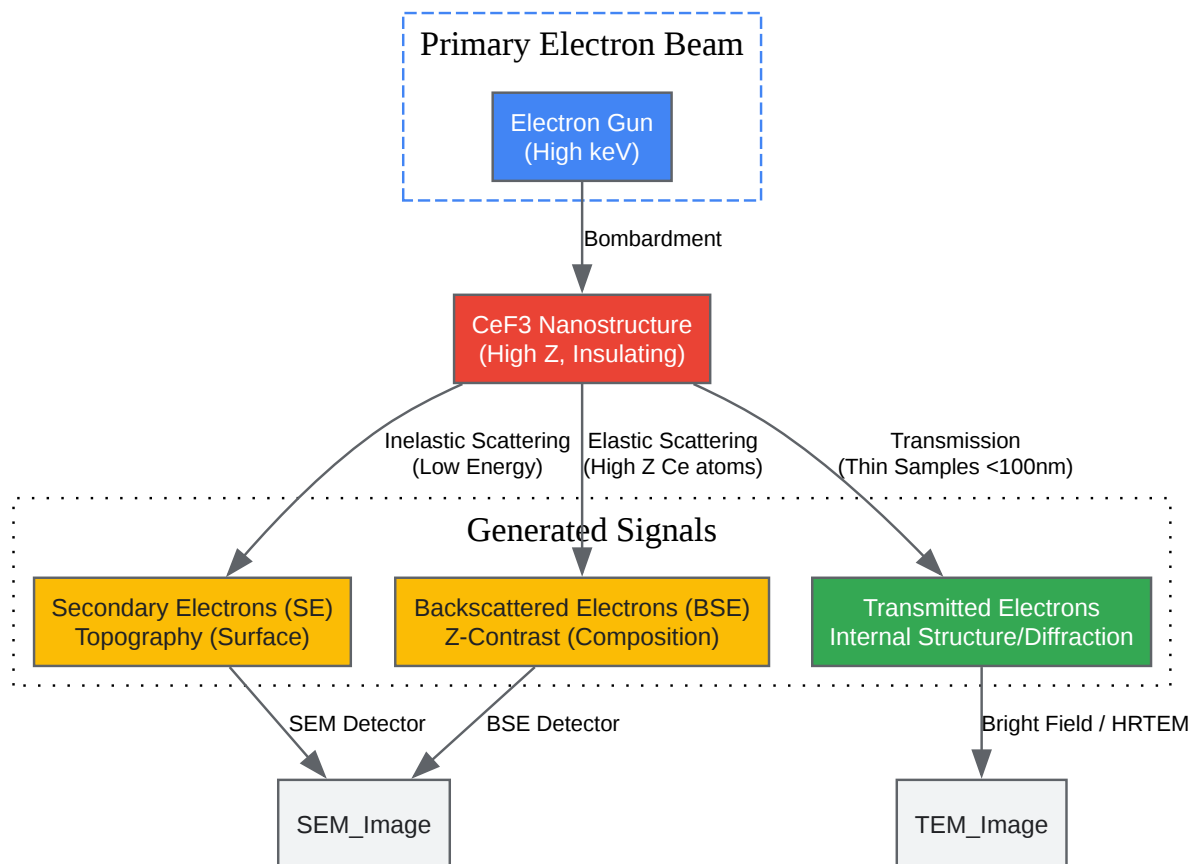 Primary Electron Beam
Electron Gun
(High keV)
Bombardment
CeF3 Nanostructure
(High Z, Insulating)
Inelastic Scattering
(Low Energy)
Elastic Scattering
(High Z Ce atoms)
Transmission
(Thin Samples <100nm)
Generated Signals
Secondary Electrons (SE)
Topography (Surface)
Backscattered Electrons (BSE)
Z-Contrast (Composition)
Transmitted Electrons
Internal Structure/Diffraction
SEM Detector
BSE Detector
Bright Field / HRTEM
SEM_Image
TEM_Image